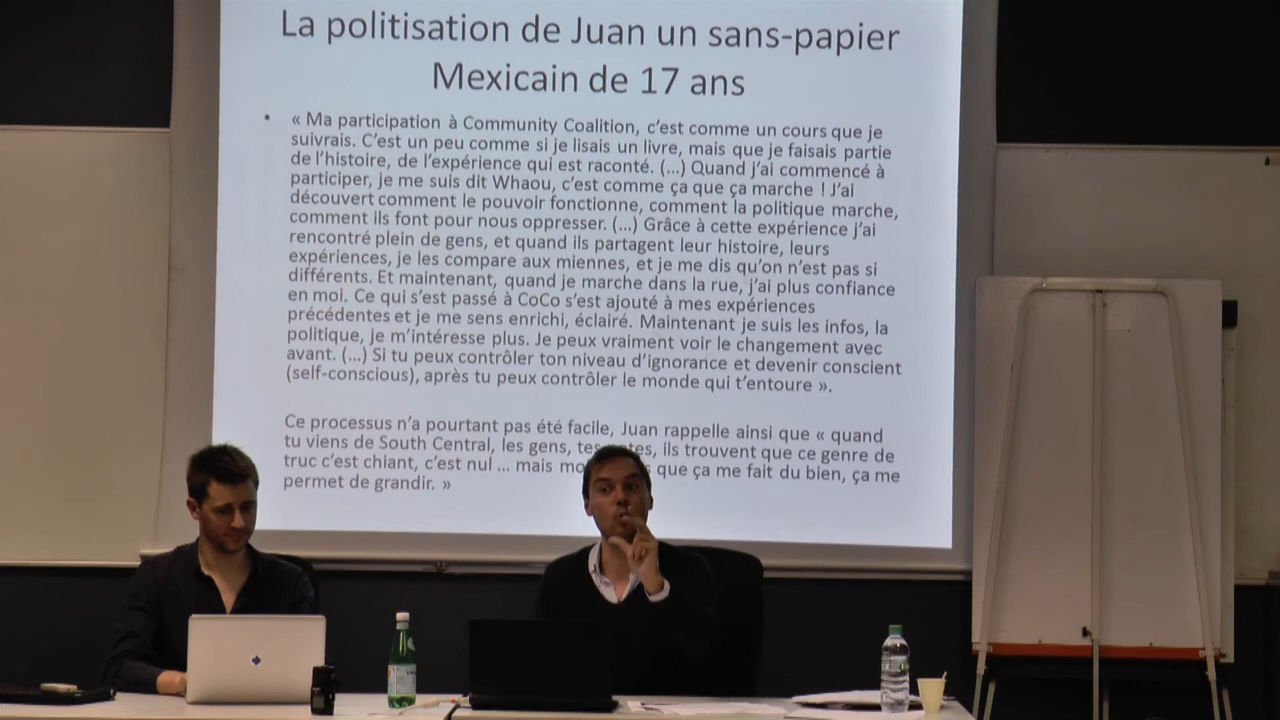 La politisation de Juan un sans-papier
Mexicain de 17 ans
• « Ma participation à Community Coalition, c'est comme un cours que je
suivrais. C'est un peu comme si je lisais un livre, mais que je faisais partie
de l'histoire, de l'expérience qui est raconté. (...) Quand j'ai commencé à
participer, je me suis dit Whaou, c'est comme ça que ça marche ! J'ai
découvert comment le pouvoir fonctionne, comment la politique marche,
comment ils font pour nous oppresser. (...) Grâce à cette expérience j'ai
rencontré plein de gens, et quand ils partagent leur histoire, leurs
expériences, je les compare aux miennes, et je me dis qu'on n'est pas si
différents. Et maintenant, quand je marche dans la rue, j'ai plus confiance
en moi. Ce qui s'est passé à CoCo s'est ajouté à mes expériences
précédentes et je me sens enrichi, éclairé. Maintenant je suis les infos, la
politique, je m'intéresse plus. Je peux vraiment voir le changement avec
avant. (...) Si tu peux contrôler ton niveau d'ignorance et devenir conscient
(self-conscious), après tu peux contrôler le monde qui t'entoure ».
Ce processus n'a pourtant pas été facile, Juan rappelle ainsi que « quand
tu viens de South Central, les gens, ils trouvent que ce genre de
truc c'est chiant, c'est nul ... mais que ça me fait du bien, ça me
permet de grandir. »